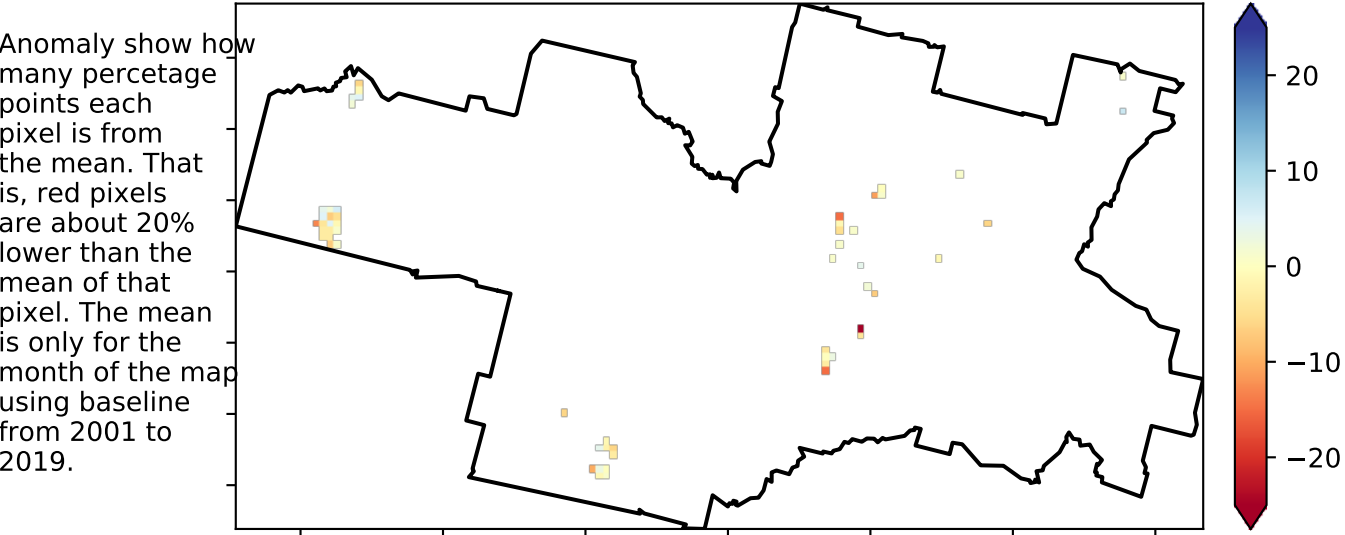 Anomaly show how
many percetage
points each
pixel is from
the mean. That
is, red pixels
are about 20%
lower than the
mean of that
pixel. The mean
is only for the
month of the map
using baseline
from 2001 to
2019.
20
10
0
−10
−20